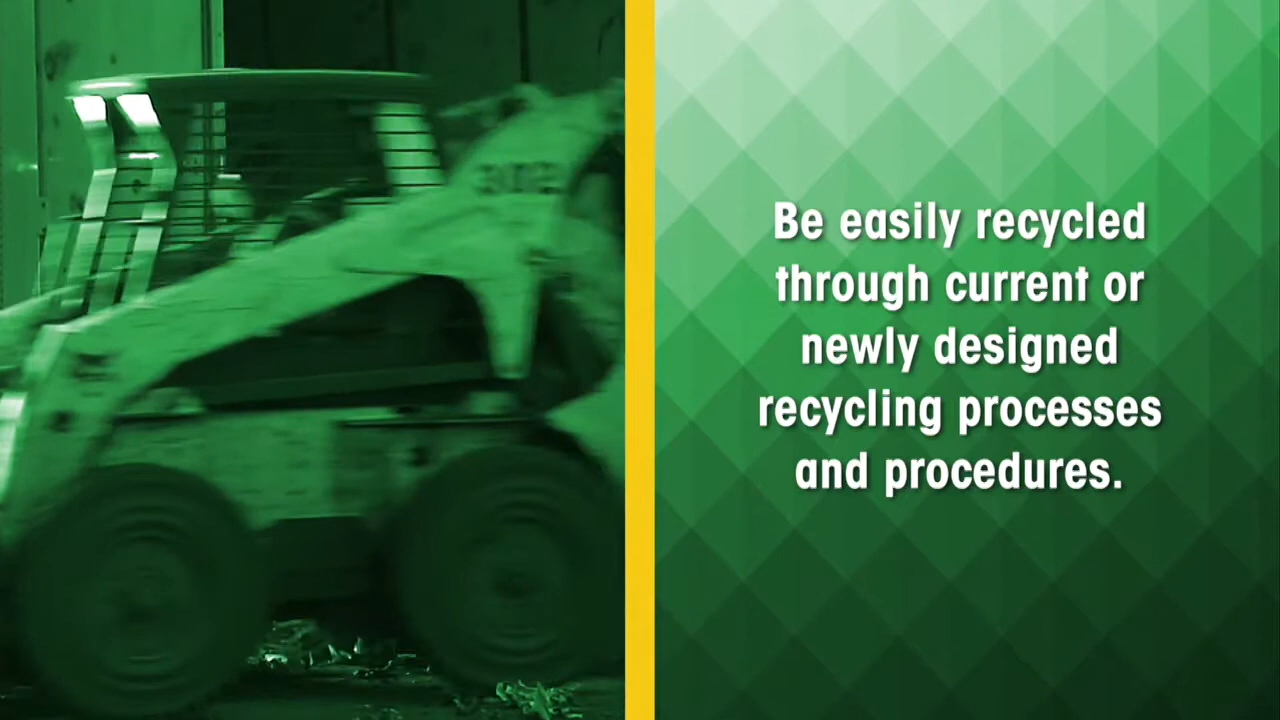 Be easily recycled
through current or
newly designed
recycling processes
and procedures.